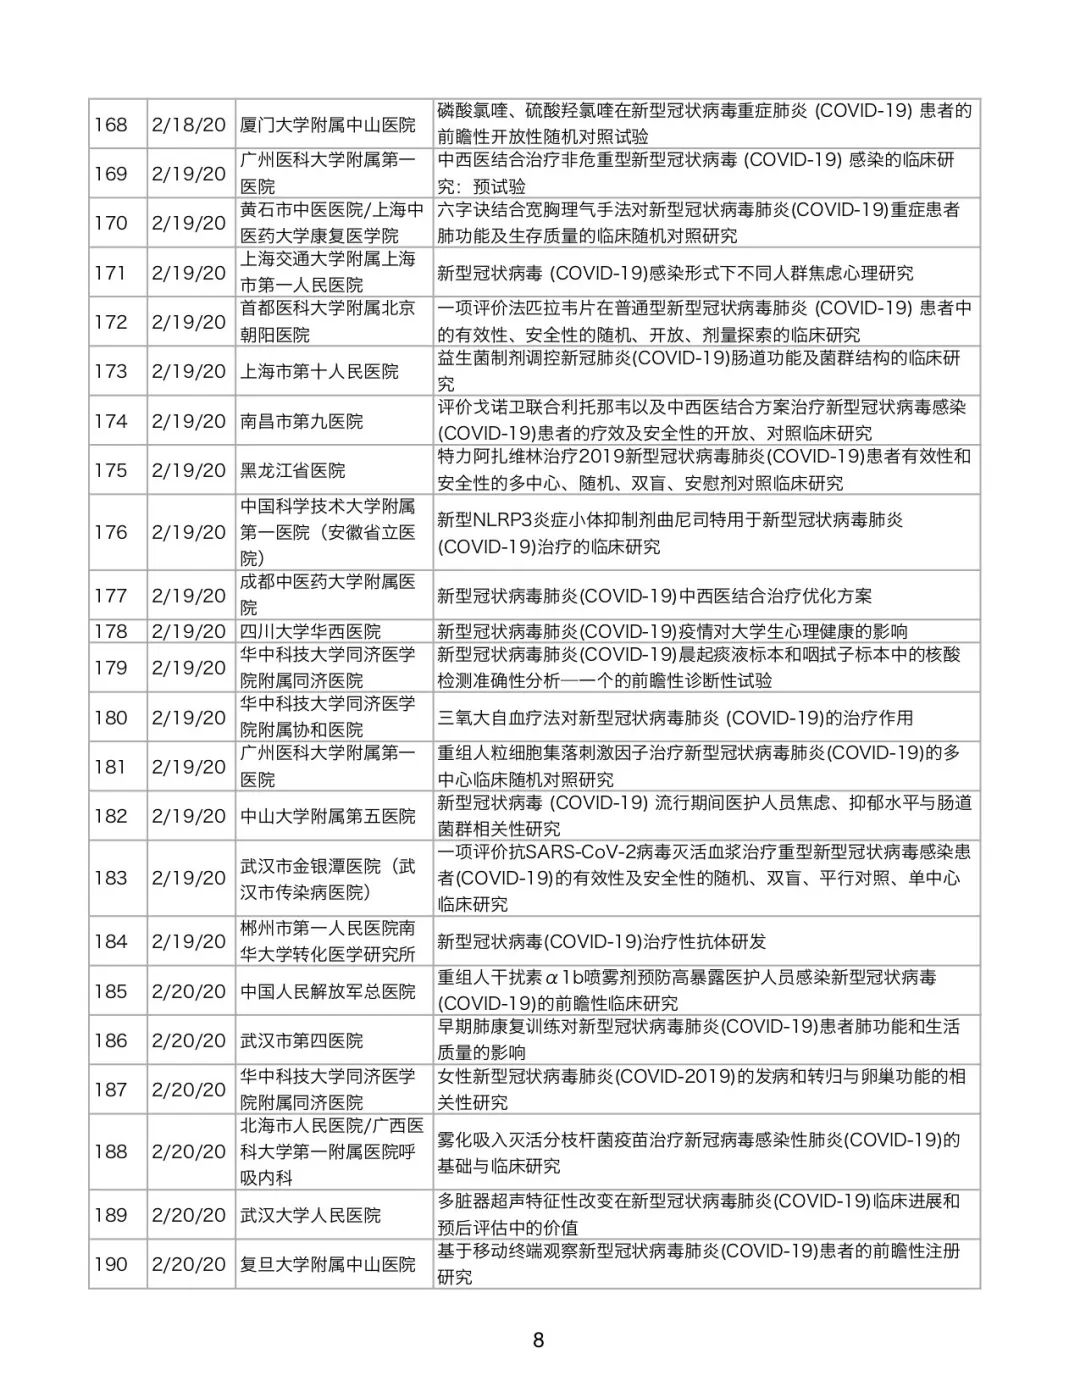 168 2/18/20 厦门大学附属中山医院 磷酸氯喹、硫酸羟氯喹在新型冠状病毒重症肺炎 (COVID-19) 患者的
前瞻性开放性随机对照试验
169 2/19/20 广州医科大学附属第一
医院 中西医结合治疗非危重型新型冠状病毒 (COVID-19) 感染的临床研
究：预试验
170 2/19/20 黄石市中医医院/上海中
医药大学康复医学院 六字诀结合宽胸理气手法对新型冠状病毒肺炎(COVID-19)重症患者
肺功能及生存质量的临床随机对照研究
171 2/19/20 上海交通大学附属上海
市第一人民医院 新型冠状病毒 (COVID-19)感染形式下不同人群焦虑心理研究
172 2/19/20 首都医科大学附属北京
朝阳医院 一项评价法匹拉韦片在普通型新型冠状病毒肺炎 (COVID-19) 患者中
的有效性、安全性的随机、开放、剂量探索的临床研究
173 2/19/20 上海市第十人民医院 益生菌制剂调控新冠肺炎(COVID-19)肠道功能及菌群结构的临床研
究
174 2/19/20 南昌市第九医院 评价戈诺卫联合利托那韦以及中西医结合方案治疗新型冠状病毒感染
(COVID-19)患者的疗效及安全性的开放、对照临床研究
175 2/19/20 黑龙江省医院 特力阿扎维林治疗2019新型冠状病毒肺炎(COVID-19)患者有效性和
安全性的多中心、随机、双盲、安慰剂对照临床研究
176 2/19/20 中国科学技术大学附属
第一医院（安徽省立医
院） 新型NLRP3炎症小体抑制剂曲尼司特用于新型冠状病毒肺炎
(COVID-19)治疗的临床研究
177 2/19/20 成都中医药大学附属医
院 新型冠状病毒肺炎(COVID-19)中西医结合治疗优化方案
178 2/19/20 四川大学华西医院 新型冠状病毒肺炎(COVID-19)疫情对大学生心理健康的影响
179 2/19/20 华中科技大学同济医学
院附属同济医院 新型冠状病毒肺炎(COVID-19)晨起痰液标本和咽拭子标本中的核酸
检测准确性分析—一个的前瞻性诊断性试验
180 2/19/20 华中科技大学同济医学
院附属协和医院 三氧大自血疗法对新型冠状病毒肺炎 (COVID-19)的治疗作用
181 2/19/20 广州医科大学附属第一
医院 重组人粒细胞集落刺激因子治疗新型冠状病毒肺炎(COVID-19)的多
中心临床随机对照研究
182 2/19/20 中山大学附属第五医院 新型冠状病毒 (COVID-19) 流行期间医护人员焦虑、抑郁水平与肠道
菌群相关性研究
183 2/19/20 武汉市金银潭医院（武
汉市传染病医院） 一项评价抗SARS-CoV-2病毒灭活血浆治疗重型新型冠状病毒感染患
者(COVID-19)的有效性及安全性的随机、双盲、平行对照、单中心
临床研究
184 2/19/20 郴州市第一人民医院南
华大学转化医学研究所 新型冠状病毒(COVID-19)治疗性抗体研发
185 2/20/20 中国人民解放军总医院 重组人干扰素α1b喷雾剂预防高暴露医护人员感染新型冠状病毒
(COVID-19)的前瞻性临床研究
186 2/20/20 武汉市第四医院 早期肺康复训练对新型冠状病毒肺炎(COVID-19)患者肺功能和生活
质量的影响
187 2/20/20 华中科技大学同济医学
院附属同济医院 女性新型冠状病毒肺炎(COVID-2019)的发病和转归与卵巢功能的相
关性研究
188 2/20/20 北海市人民医院/广西医
科大学第一附属医院呼
吸内科 雾化吸入灭活分枝杆菌疫苗治疗新冠病毒感染性肺炎(COVID-19)的
基础与临床研究
189 2/20/20 武汉大学人民医院 多脏器超声特征性改变在新型冠状病毒肺炎(COVID-19)临床进展和
预后评估中的价值
190 2/20/20 复旦大学附属中山医院 基于移动终端观察新型冠状病毒肺炎(COVID-19)患者的前瞻性注册
研究
8